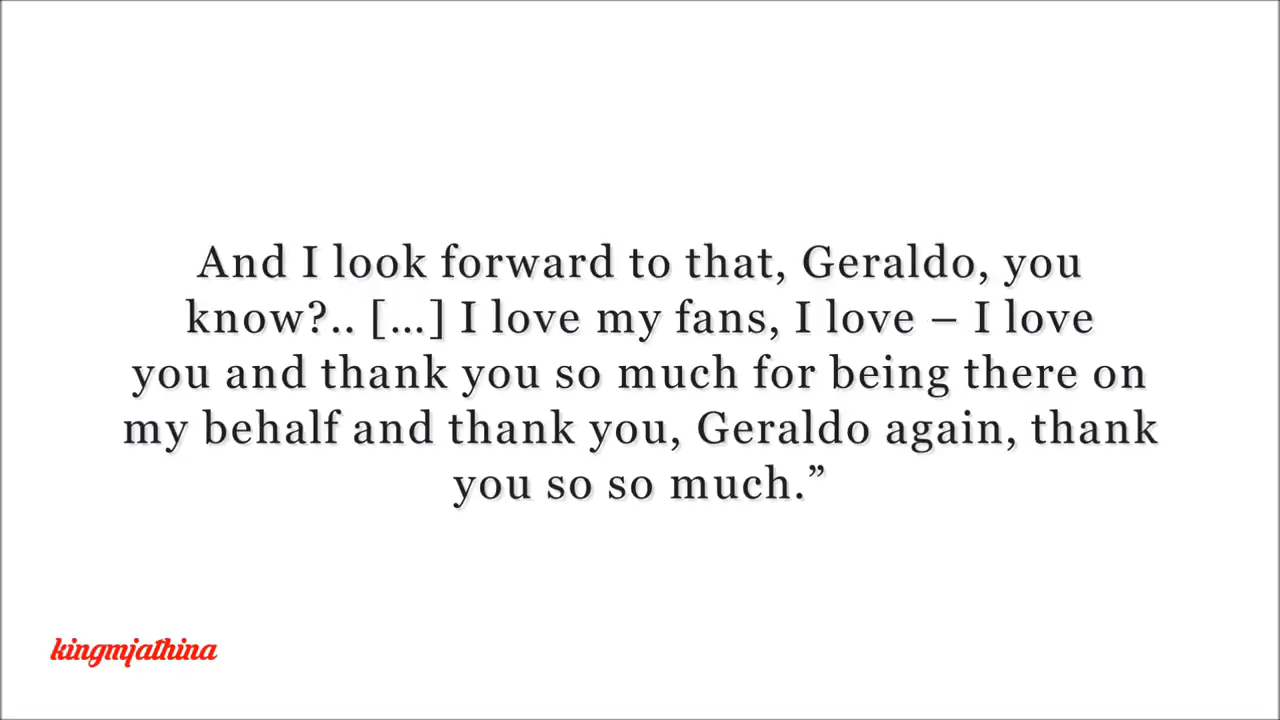 And I look forward to that, Geraldo, you
know?.. [...] I love my fans, I love – I love
you and thank you so much for being there on
my behalf and thank you, Geraldo again, thank
you so so much.”
kingmjathina